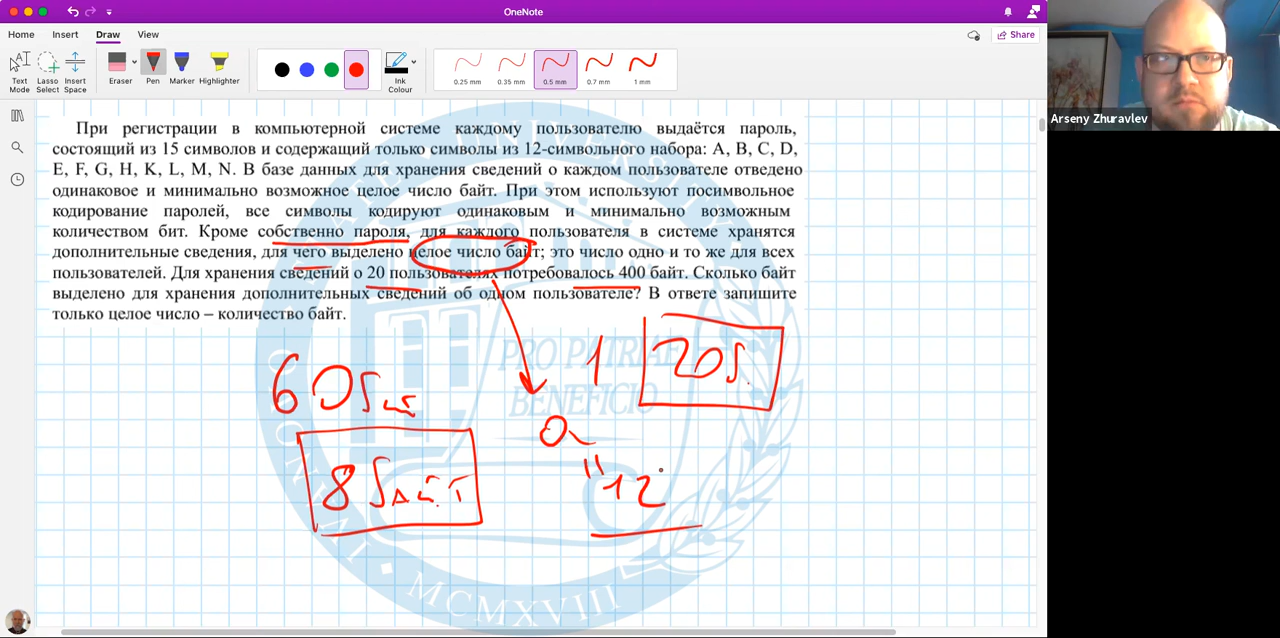 OneNote
Home Insert Draw View
Share
Text Mode
Lasso Select
Insert Space
Eraser
Pen
Marker
Highlighter
Ink Colour
0.25 mm
0.35 mm
0.5 mm
0.7 mm
1 mm
Arseny Zhuravlev
При регистрации в компьютерной системе каждому пользователю выдаётся пароль,
состоящий из 15 символов и содержащий только символы из 12-символьного набора: A, B, C, D,
E, F, G, H, K, L, M, N. В базе данных для хранения сведений о каждом пользователе отведено
одинаковое и минимально возможное целое число байт. При этом используют посимвольное
кодирование паролей, все символы кодируют одинаковым и минимально возможным
количеством бит. Кроме собственно пароля, для каждого пользователя в системе хранятся
дополнительные сведения, для чего выделено целое число байт; это число одно и то же для всех
пользователей. Для хранения сведений о 20 пользователях потребовалось 400 байт. Сколько байт
выделено для хранения дополнительных сведений об одном пользователе? В ответе запишите
только целое число – количество байт.
1 20б.
60бит
8 байт
12
PRO PATRIAE
BENEFICIO
MCMXVIII